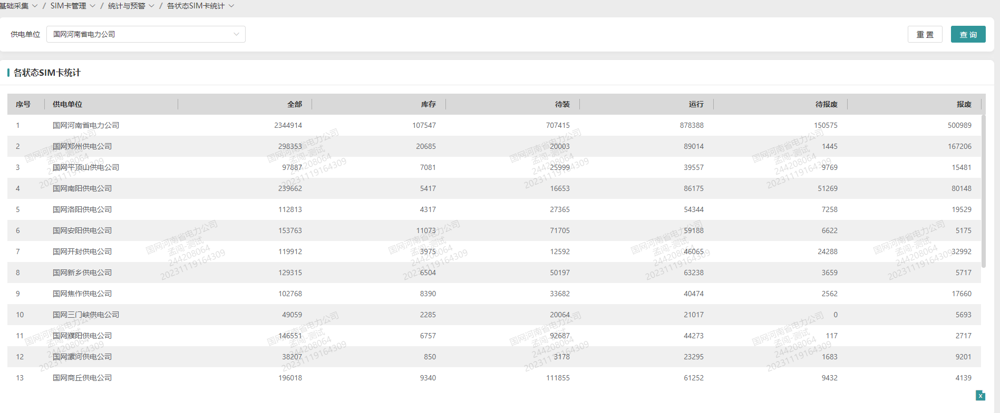 基础采集 / SIM卡管理 / 统计与预警 / 各状态SIM卡统计
供电单位 国网河南省电力公司 重置 查询
各状态SIM卡统计
序号 供电单位 全部 库存 待装 运行 待报废 报废
1 国网河南省电力公司 2344914 107547 707415 878388 150575 500989
2 国网郑州供电公司 298353 20685 20003 89014 1445 167206
3 国网平顶山供电公司 97887 7081 25999 39557 9769 15481
4 国网南阳供电公司 239662 5417 16653 86175 51269 80148
5 国网洛阳供电公司 112813 4317 27365 54344 7258 19529
6 国网安阳供电公司 153763 11073 71705 59188 6622 5175
7 国网开封供电公司 119912 3975 12592 46065 24288 32992
8 国网新乡供电公司 129315 6504 50197 63238 3659 5717
9 国网焦作供电公司 102768 8390 33682 40474 2562 17660
10 国网三门峡供电公司 49059 2285 20064 21017 0 5693
11 国网濮阳供电公司 146551 6757 92687 44273 117 2717
12 国网漯河供电公司 38207 850 3178 23295 1683 9201
13 国网商丘供电公司 196018 9340 111855 61252 9432 4139
国网河南省电力公司
孟闯-测试
244208064
20231119164309